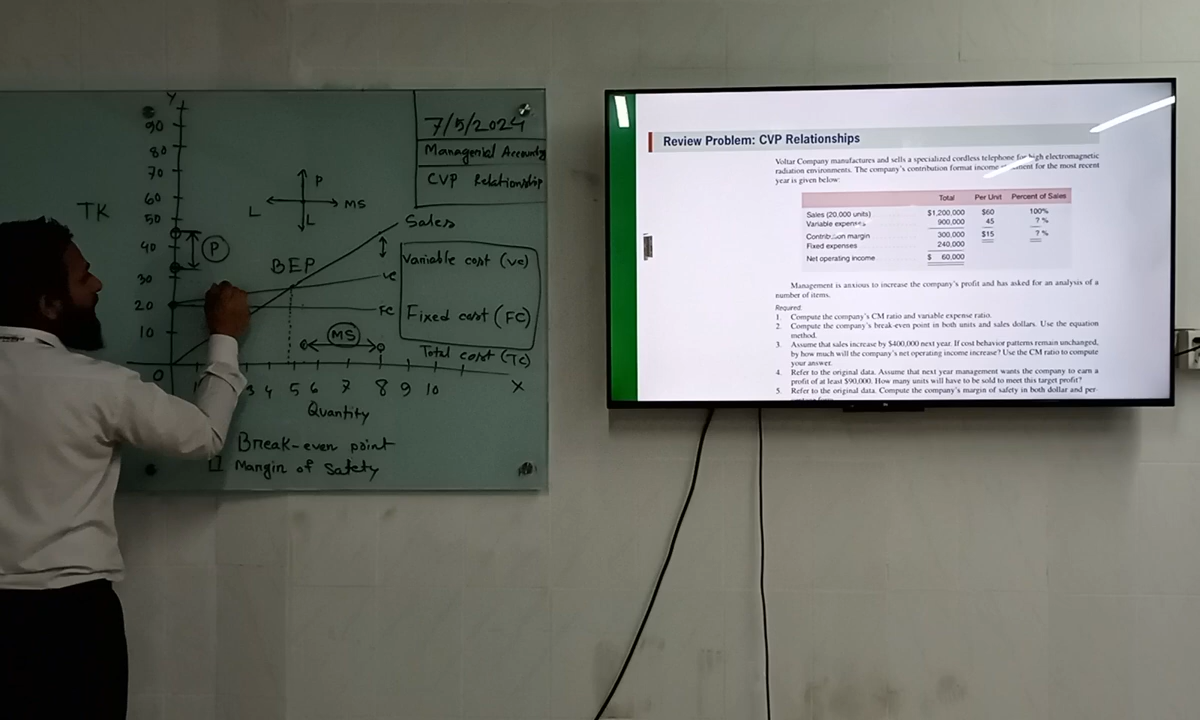 7/5/2024
Managerial Accounts
CVP Relationship
Y
90
80
70
60
50
40
30
20
10
0
TK
P
L
MS
L
Sales
P
BEP
VC
FC
Variable cost (VC)
Fixed cost (FC)
Total cost (TC)
MS
3 4 5 6 7 8 9 10
X
Quantity
Break-even point
Margin of Safety
Review Problem: CVP Relationships
Voltar Company manufactures and sells a specialized cordless telephone for high electromagnetic
radiation environments. The company's contribution format income for the most recent
year is given below:
Total Per Unit Percent of Sales
Sales (20,000 units) $1,200,000 $60 100%
Variable expenses 900,000 45 ? %
Contribution margin 300,000 $15 ? %
Fixed expenses 240,000
Net operating income $ 60,000
Management is anxious to increase the company's profit and has asked for an analysis of a
number of items.
Required:
1. Compute the company's CM ratio and variable expense ratio.
2. Compute the company's break-even point in both units and sales dollars. Use the equation
method.
3. Assume that sales increase by $400,000 next year. If cost behavior patterns remain unchanged,
by how much will the company's net operating income increase? Use the CM ratio to compute
your answer.
4. Refer to the original data. Assume that next year management wants the company to earn a
profit of at least $90,000. How many units will have to be sold to meet this target profit?
5. Refer to the original data. Compute the company's margin of safety in both dollar and per-